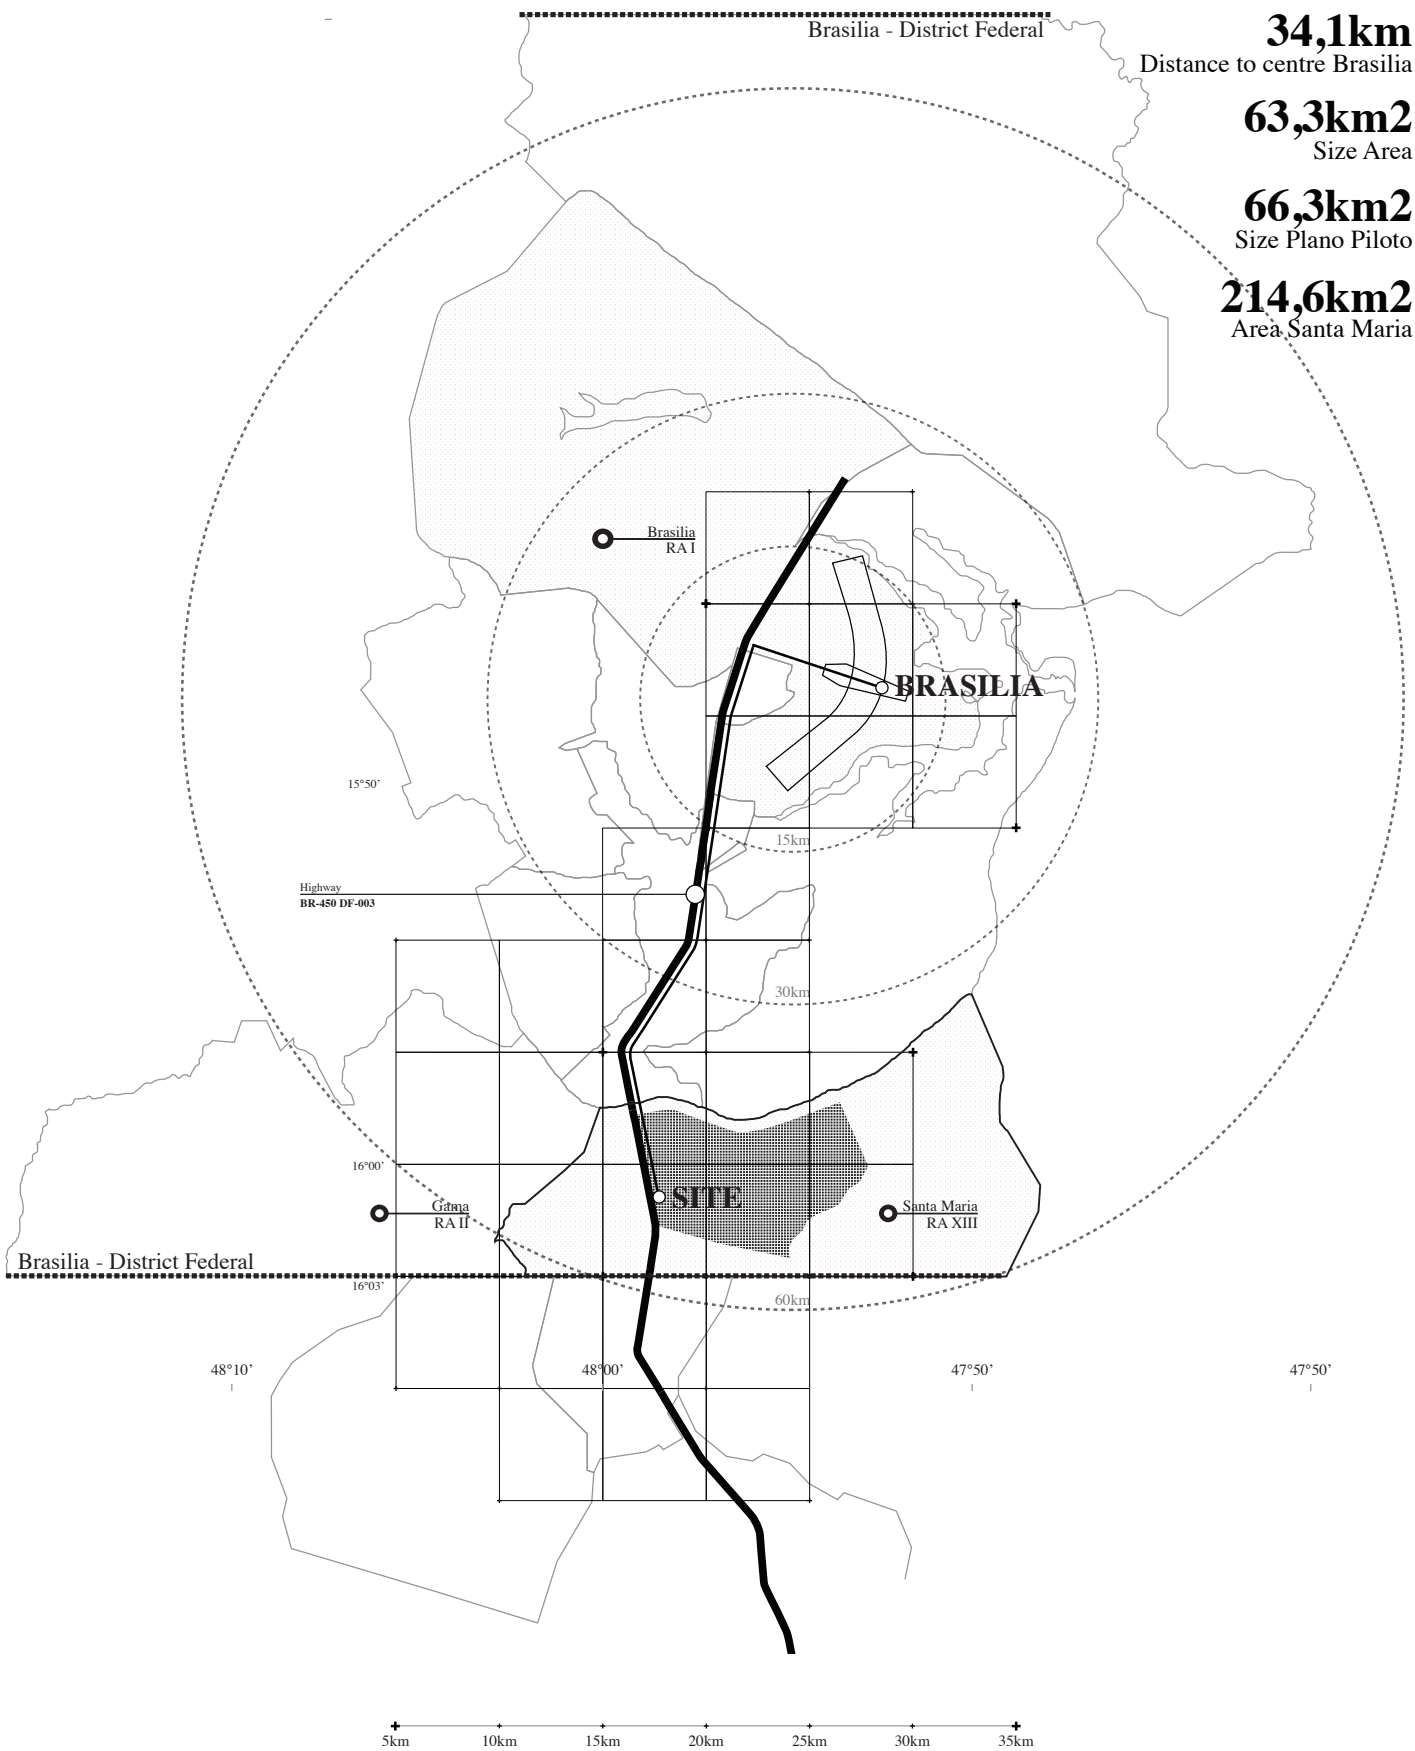 Brasilia - District Federal
34,1km
Distance to centre Brasilia
63,3km2
Size Area
66,3km2
Size Plano Piloto
214,6km2
Area Santa Maria
Brasilia
RA I
BRASILIA
15°50’
15km
Highway
BR-450 DF-003
30km
16°00’
SITE
Gama
RA II
Santa Maria
RA XIII
Brasilia - District Federal
16°03’
60km
48°10’ 48°00’ 47°50’ 47°50’
5km 10km 15km 20km 25km 30km 35km